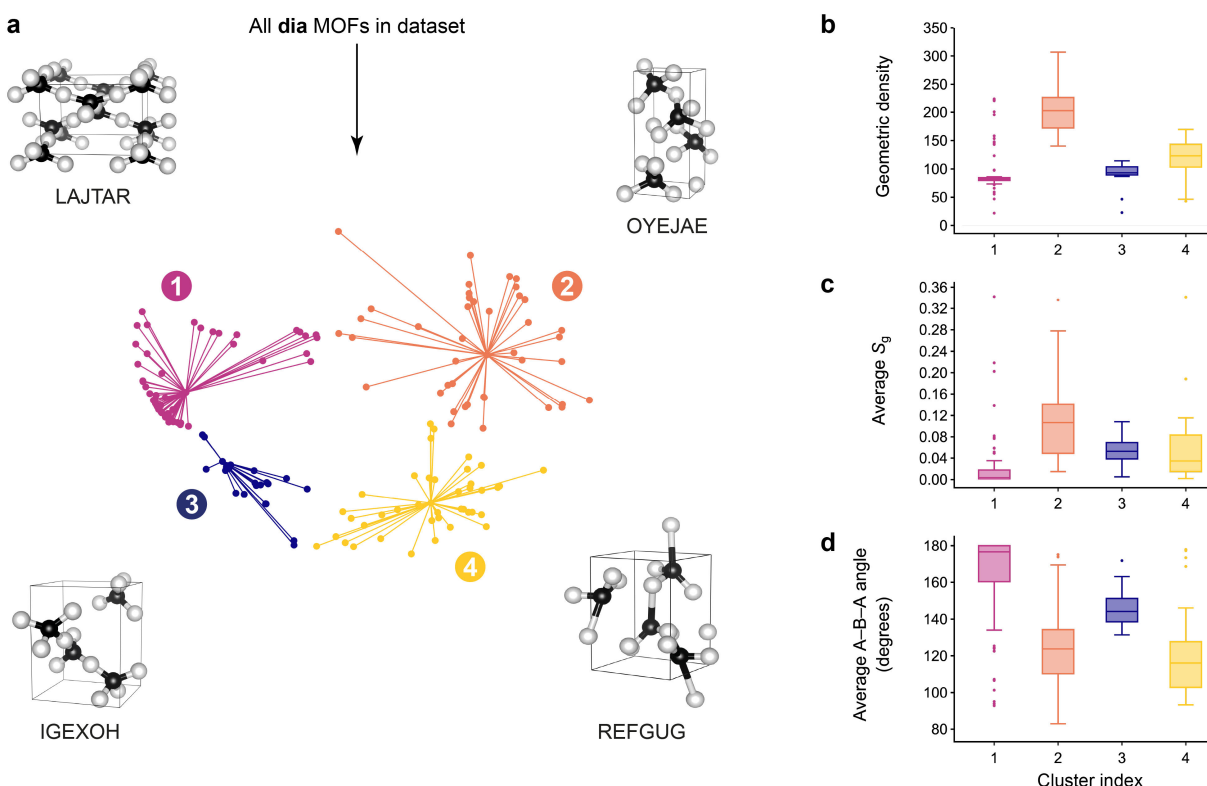 a
All dia MOFs in dataset
LAJTAR
OYEJAE
1
2
3
4
IGEXOH
REFGUG
b
Geometric density
350
300
250
200
150
100
50
0
1 2 3 4
c
Average Sg
0.36
0.32
0.28
0.24
0.20
0.16
0.12
0.08
0.04
0.00
1 2 3 4
d
Average A–B–A angle
(degrees)
180
160
140
120
100
80
1 2 3 4
Cluster index